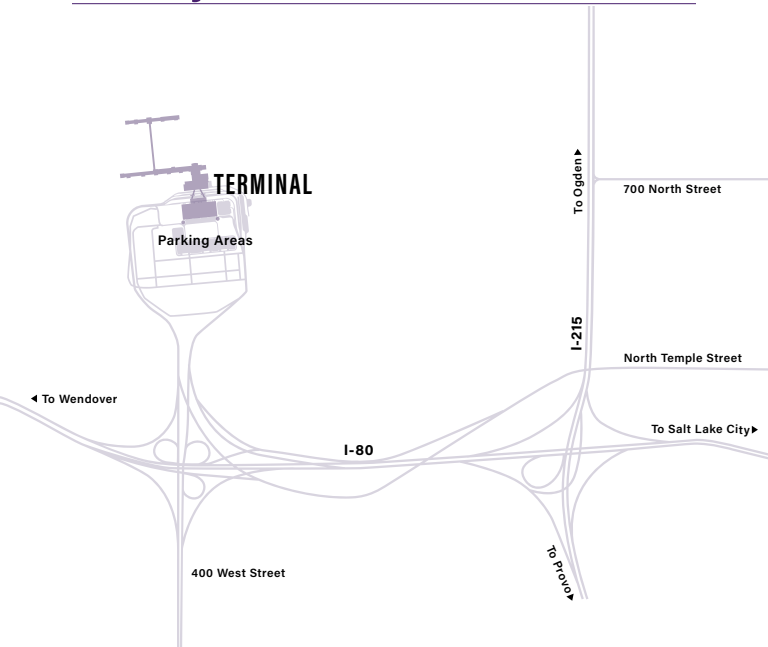 To Ogden
TERMINAL
700 North Street
Parking Areas
I-215
North Temple Street
To Wendover
To Salt Lake City
I-80
To Provo
400 West Street